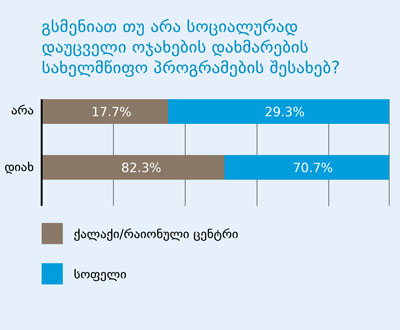 გსმენიათ თუ არა სოციალურად
დაუცველი ოჯახების დახმარების
სახელმწიფო პროგრამების შესახებ?
არა 17.7% 29.3%
დიახ 82.3% 70.7%
ქალაქი/რაიონული ცენტრი
სოფელი